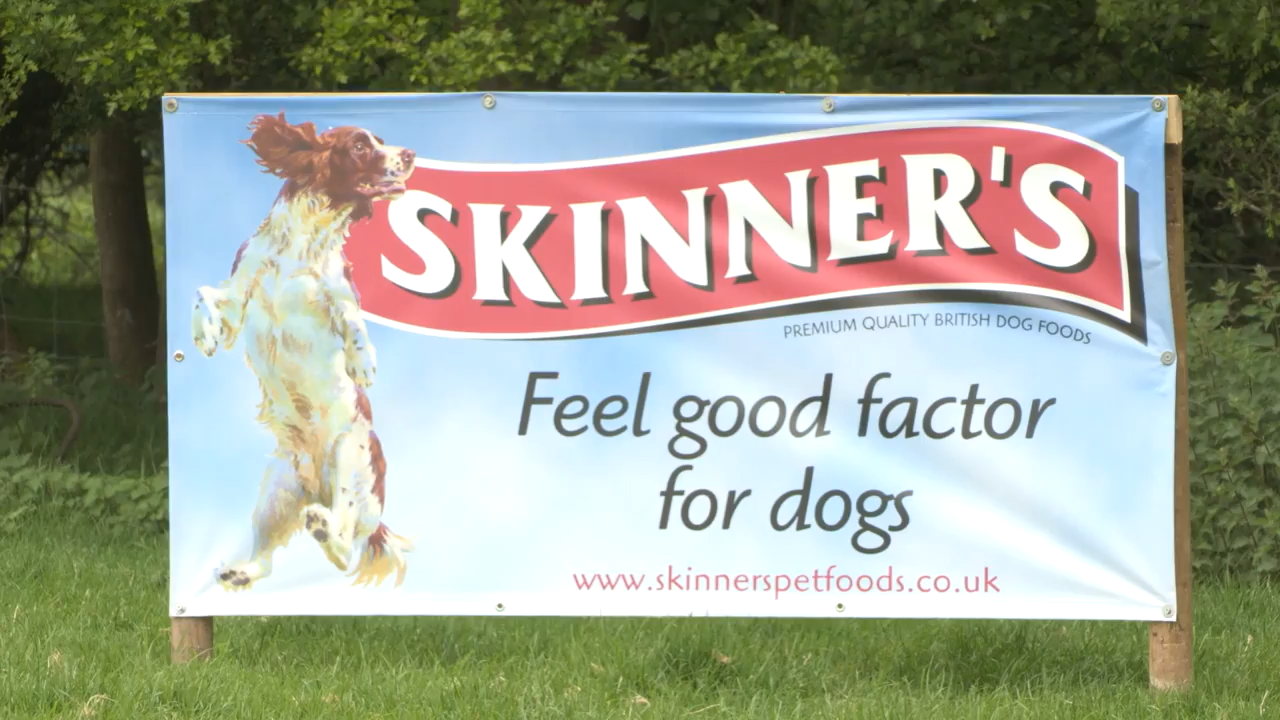 SKINNER'S
PREMIUM QUALITY BRITISH DOG FOODS
Feel good factor
for dogs
www.skinnerspetfoods.co.uk